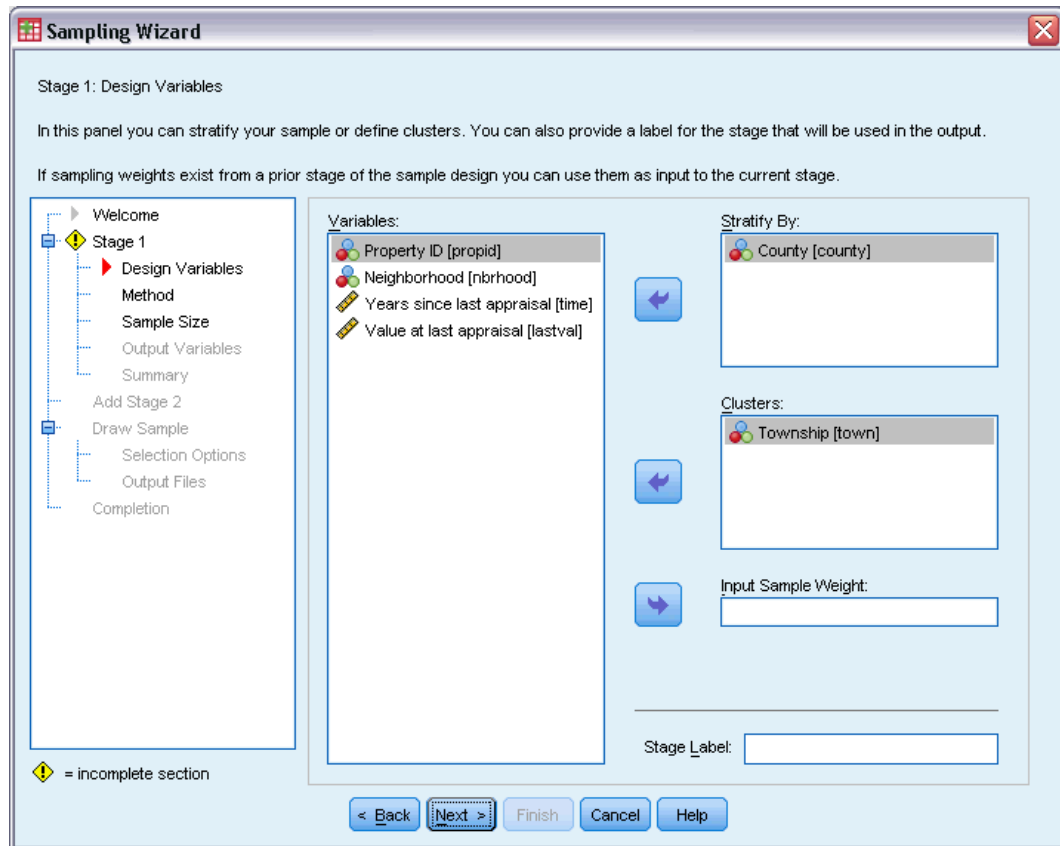 Sampling Wizard
Stage 1: Design Variables
In this panel you can stratify your sample or define clusters. You can also provide a label for the stage that will be used in the output.
If sampling weights exist from a prior stage of the sample design you can use them as input to the current stage.
Welcome
Stage 1
Design Variables
Method
Sample Size
Output Variables
Summary
Add Stage 2
Draw Sample
Selection Options
Output Files
Completion
! = incomplete section
Variables:
Property ID [propid]
Neighborhood [nbrhood]
Years since last appraisal [time]
Value at last appraisal [lastval]
Stratify By:
County [county]
Clusters:
Township [town]
Input Sample Weight:
Stage Label:
< Back
Next >
Finish
Cancel
Help